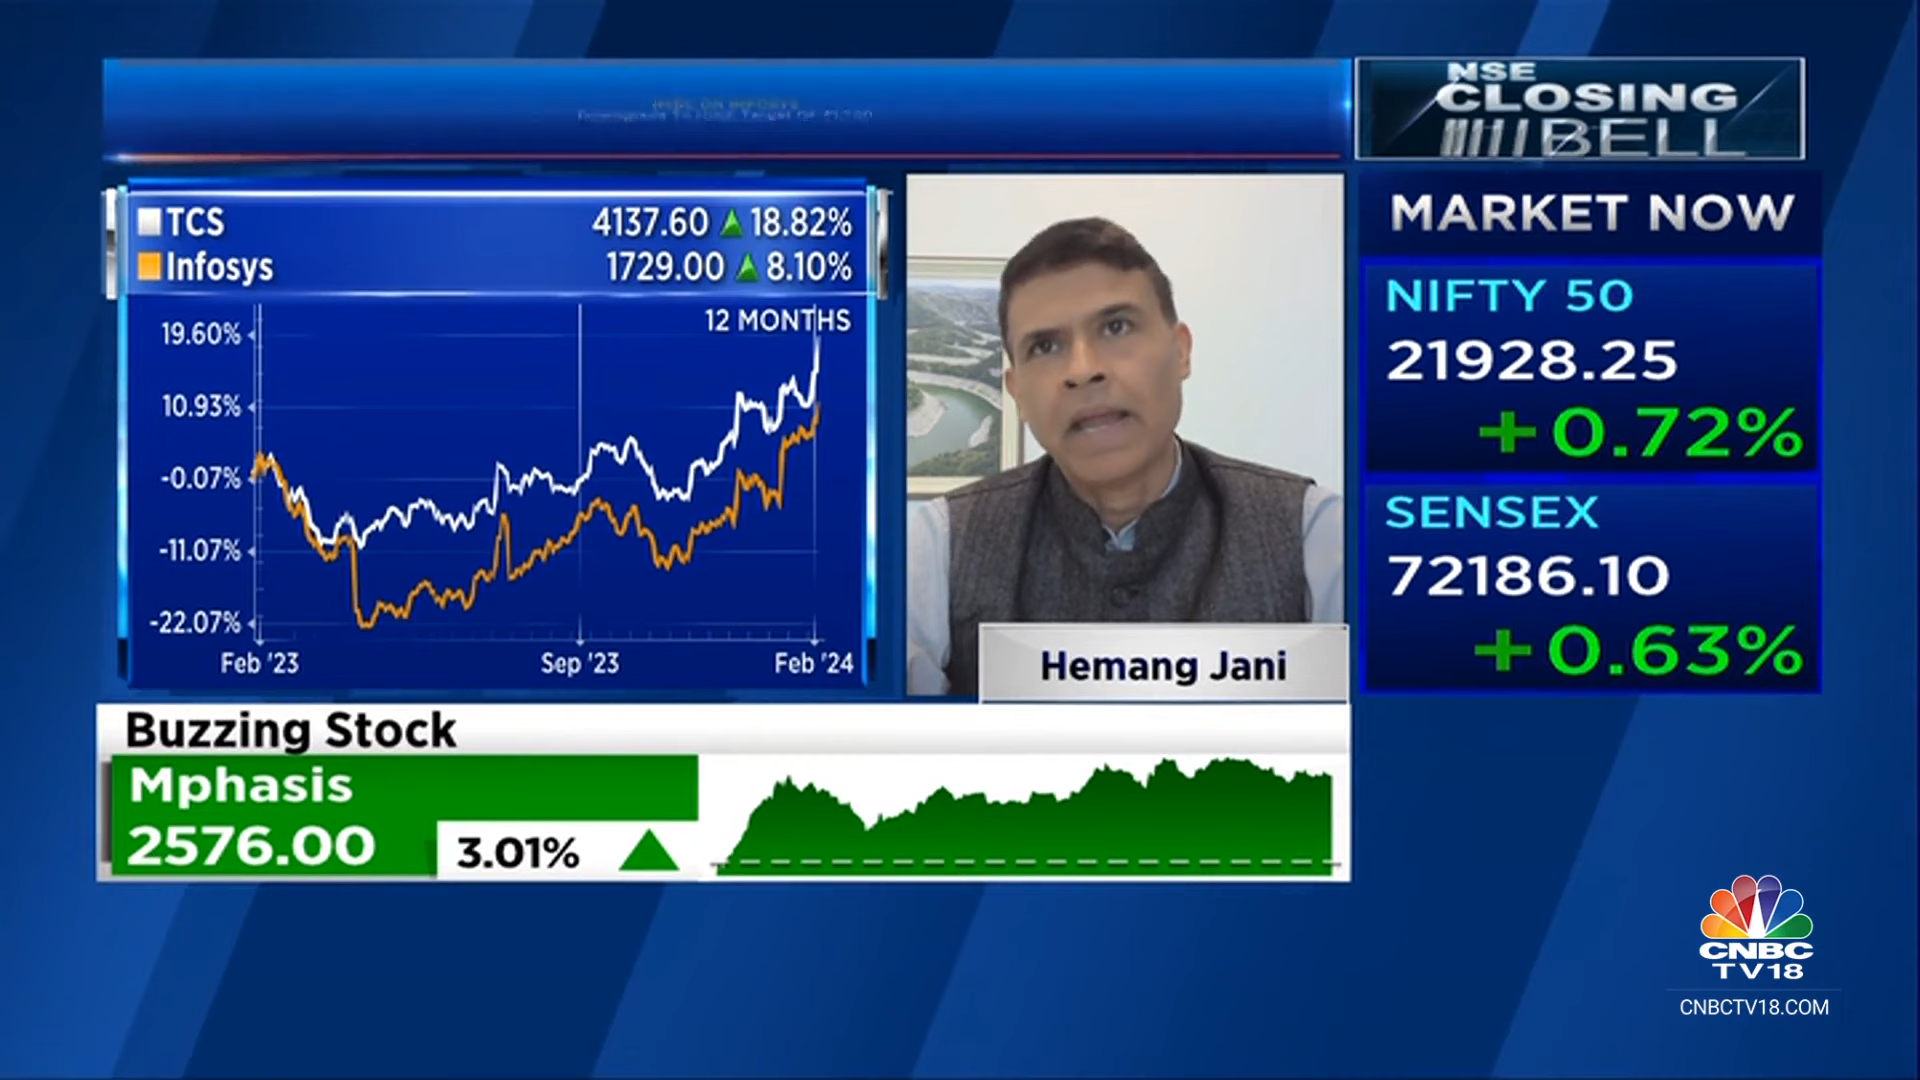 NSE
CLOSING
BELL
TCS 4137.60 18.82%
Infosys 1729.00 8.10%
12 MONTHS
19.60%
10.93%
-0.07%
-11.07%
-22.07%
Feb '23 Sep '23 Feb '24
Hemang Jani
MARKET NOW
NIFTY 50
21928.25
+0.72%
SENSEX
72186.10
+0.63%
Buzzing Stock
Mphasis
2576.00
3.01%
CNBC
TV18
CNBCTV18.COM